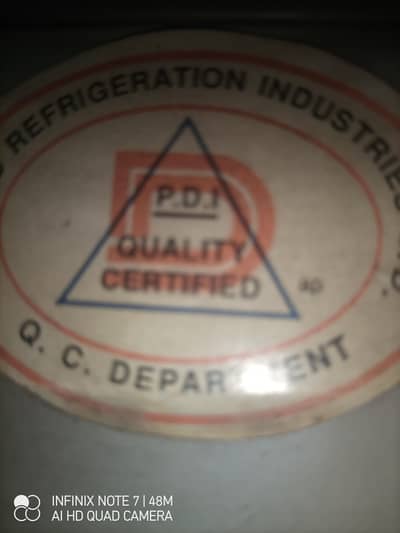 REFRIGERATION INDUSTRIES
P.D.I
QUALITY
CERTIFIED
Q. C. DEPARTMENT
INFINIX NOTE 7 | 48M
AI HD QUAD CAMERA